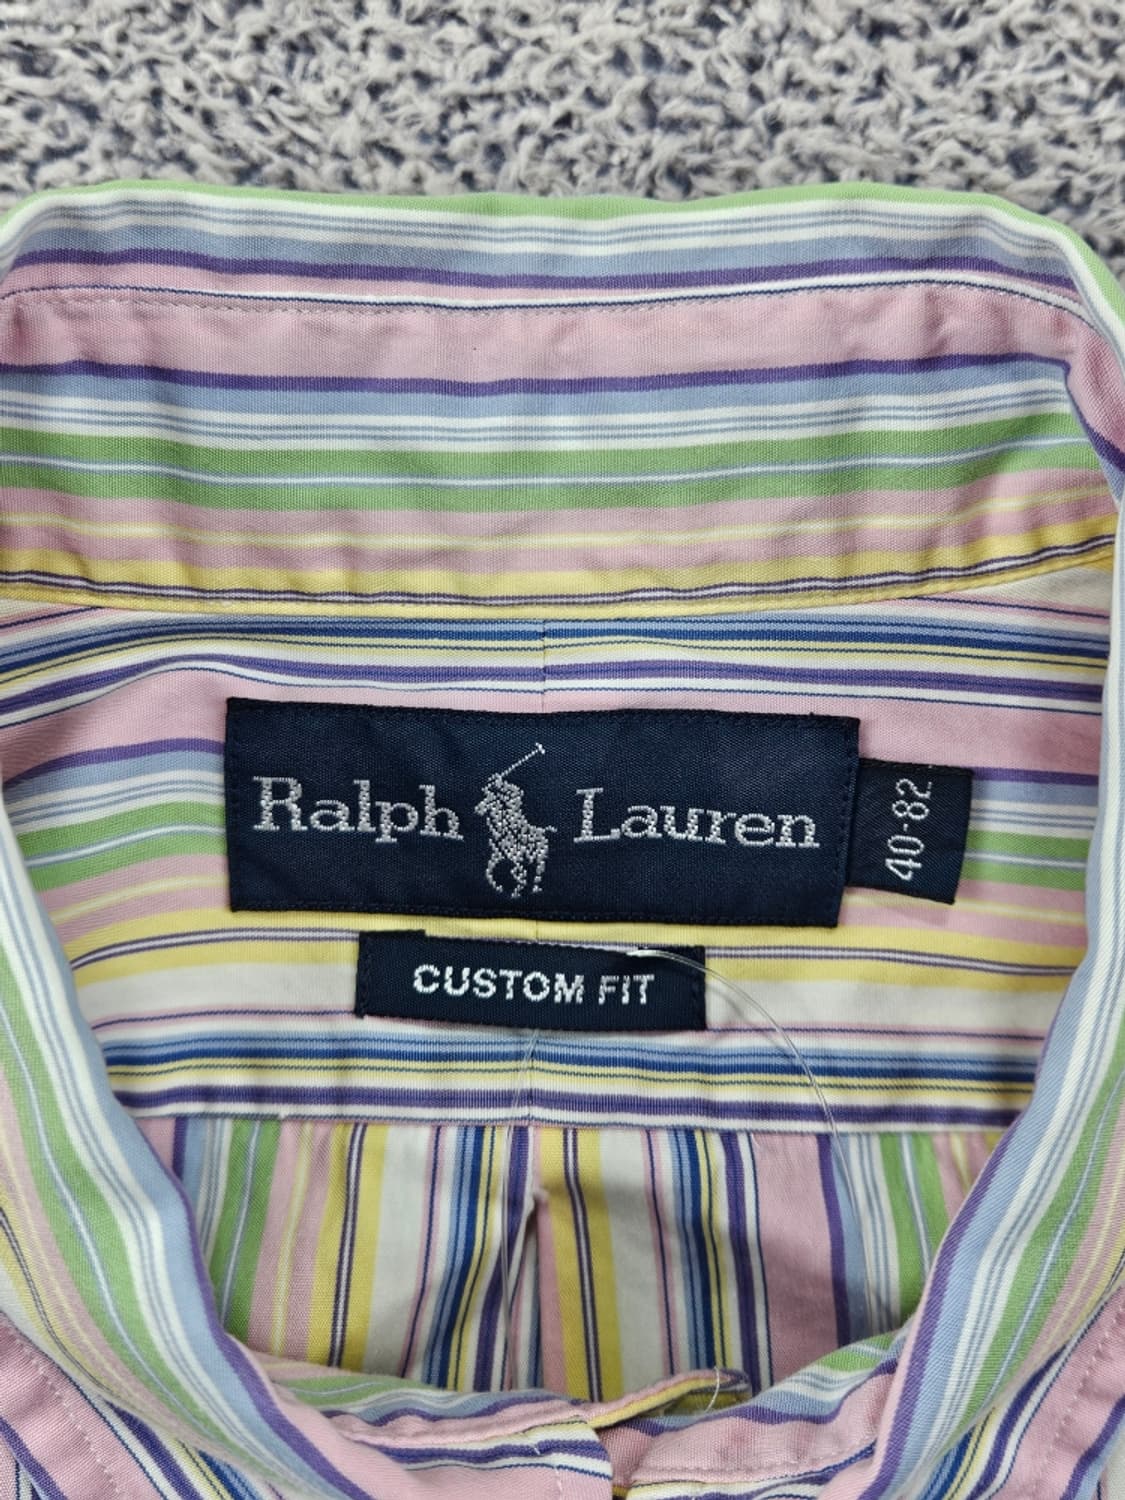 Ralph Lauren
40-82
CUSTOM FIT